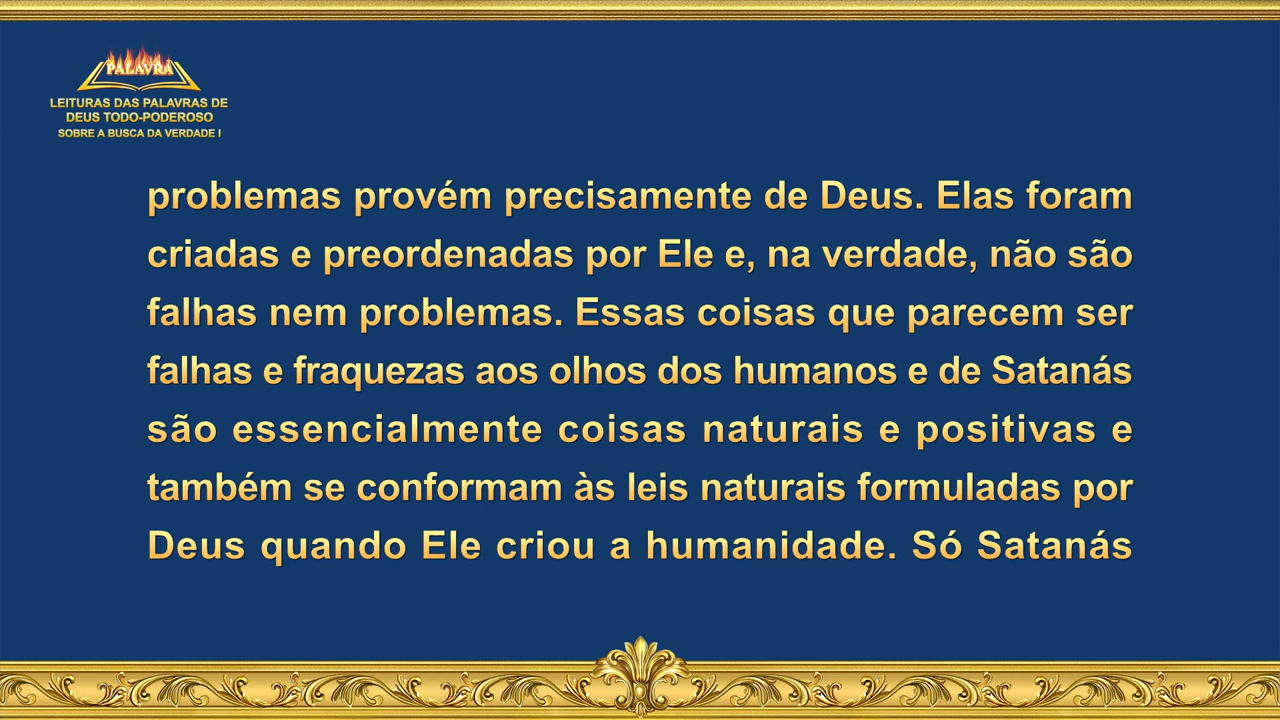 PALAVRA
LEITURAS DAS PALAVRAS DE
DEUS TODO-PODEROSO
SOBRE A BUSCA DA VERDADE I
problemas provém precisamente de Deus. Elas foram
criadas e preordenadas por Ele e, na verdade, não são
falhas nem problemas. Essas coisas que parecem ser
falhas e fraquezas aos olhos dos humanos e de Satanás
são essencialmente coisas naturais e positivas e
também se conformam às leis naturais formuladas por
Deus quando Ele criou a humanidade. Só Satanás